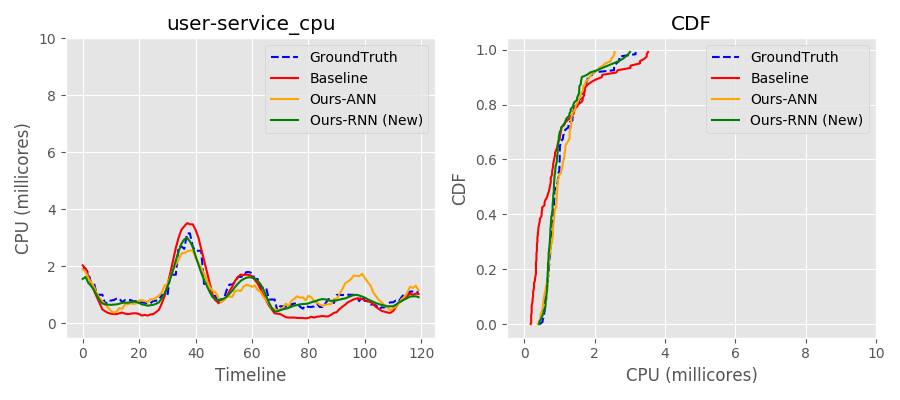 user-service_cpu
CPU (millicores)
10
8
6
4
2
0
0 20 40 60 80 100 120
Timeline
GroundTruth
Baseline
Ours-ANN
Ours-RNN (New)
CDF
CDF
1.0
0.8
0.6
0.4
0.2
0.0
0 2 4 6 8 10
CPU (millicores)
GroundTruth
Baseline
Ours-ANN
Ours-RNN (New)